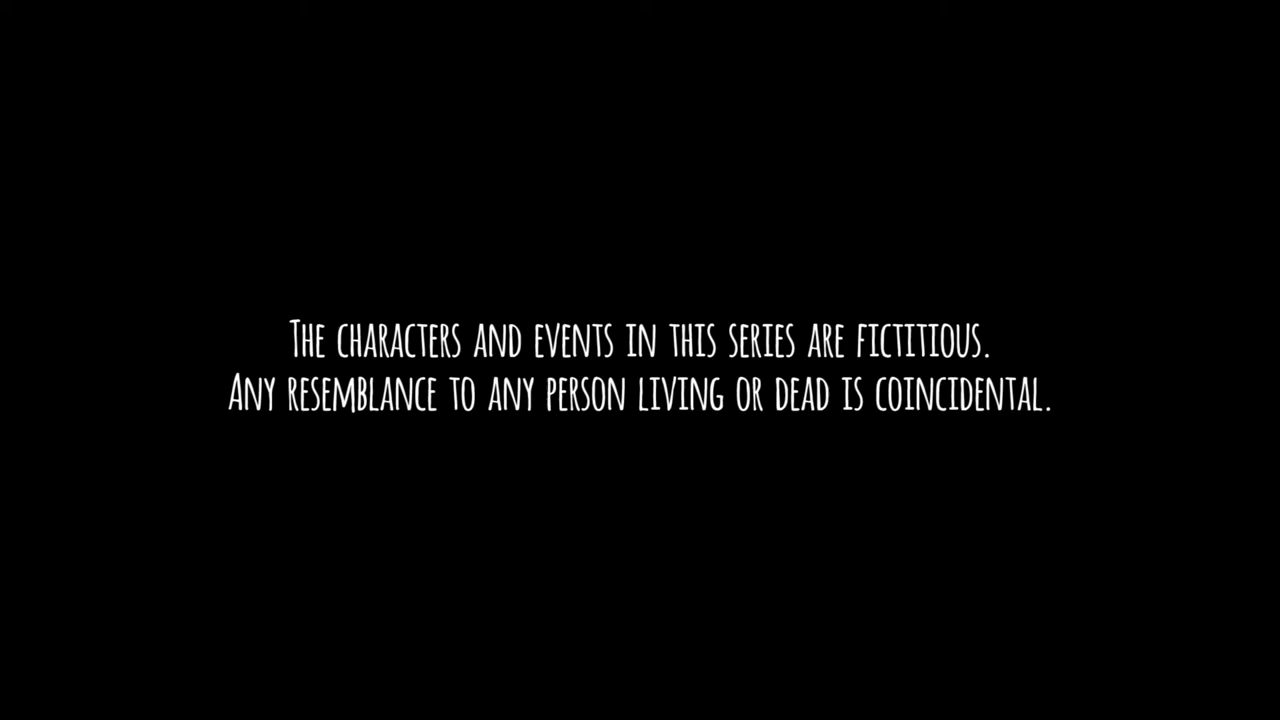 The characters and events in this series are fictitious.
Any resemblance to any person living or dead is coincidental.